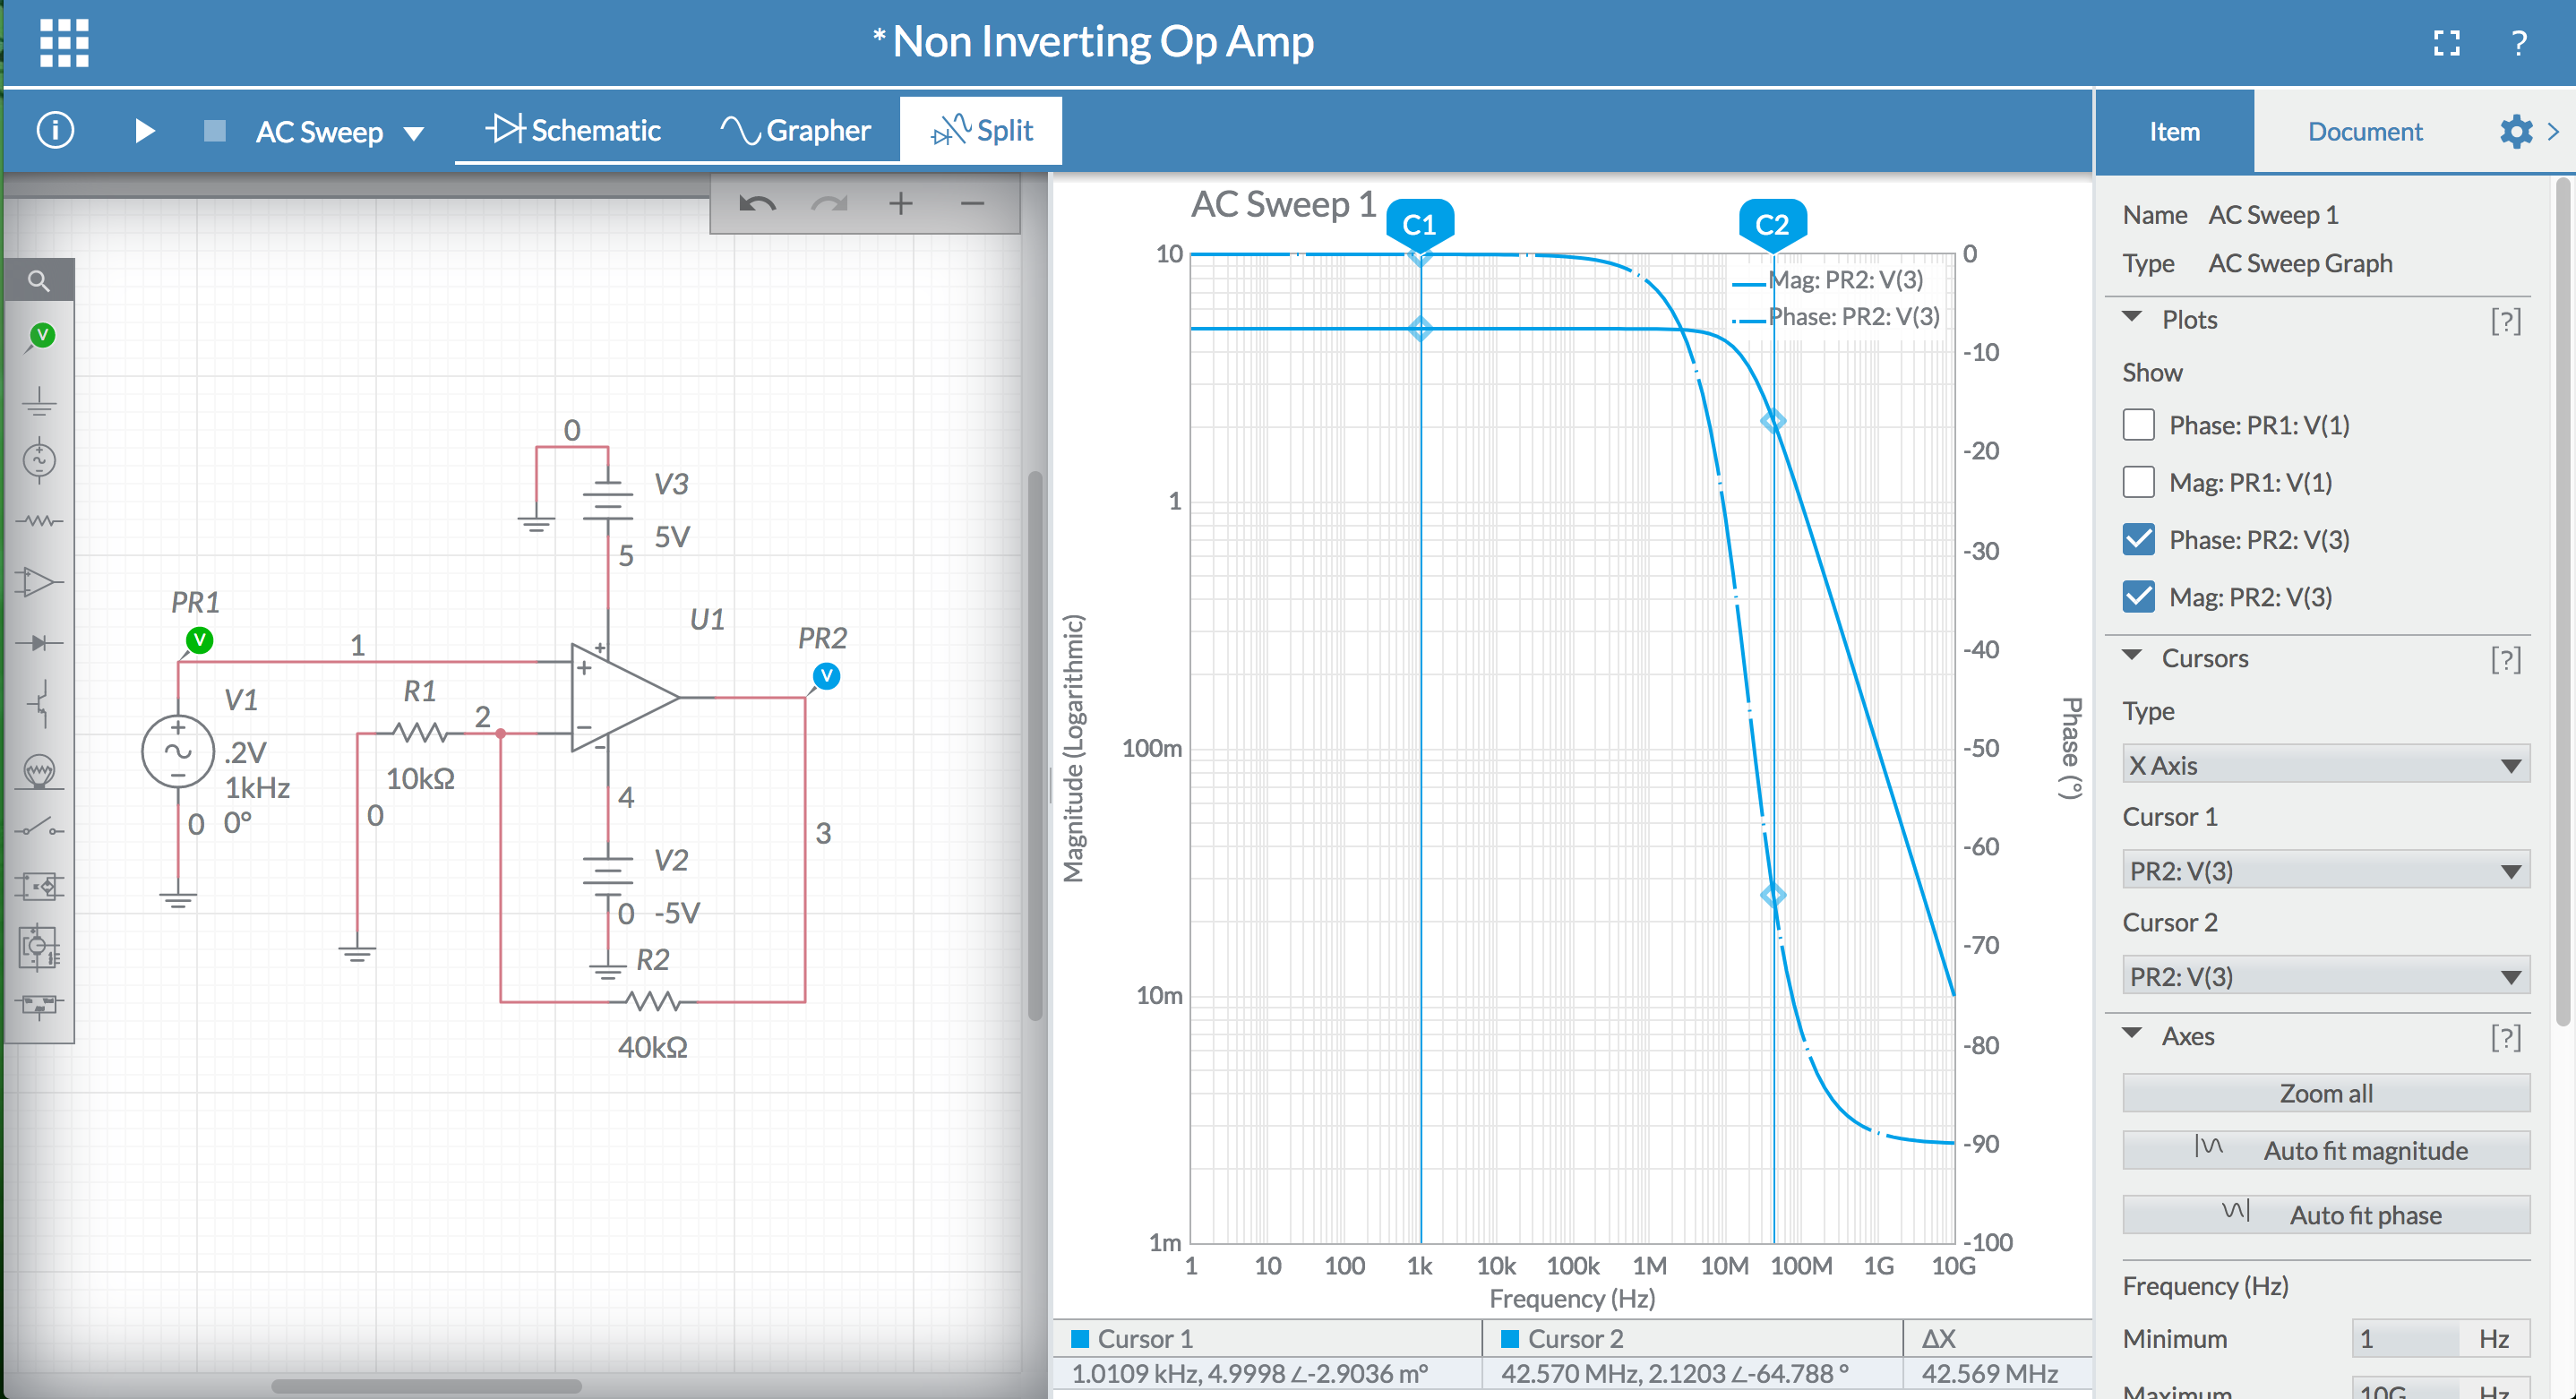 * Non Inverting Op Amp
?
i
AC Sweep
Schematic
Grapher
Split
Item
Document
AC Sweep 1
C1
C2
10
1
100m
10m
1m
Magnitude (Logarithmic)
0
-10
-20
-30
-40
-50
-60
-70
-80
-90
-100
Phase (°)
Mag: PR2: V(3)
Phase: PR2: V(3)
1 10 100 1k 10k 100k 1M 10M 100M 1G 10G
Frequency (Hz)
Cursor 1
Cursor 2
ΔX
1.0109 kHz, 4.9998 ∠-2.9036 m°
42.570 MHz, 2.1203 ∠-64.788 °
42.569 MHz
V
0
V3
5V
5
U1
PR1
V
1
PR2
V
V1
.2V
1kHz
0°
0
R1
2
10kΩ
0
4
3
V2
-5V
0
R2
40kΩ
Name AC Sweep 1
Type AC Sweep Graph
Plots [?]
Show
Phase: PR1: V(1)
Mag: PR1: V(1)
Phase: PR2: V(3)
Mag: PR2: V(3)
Cursors [?]
Type
X Axis
Cursor 1
PR2: V(3)
Cursor 2
PR2: V(3)
Axes [?]
Zoom all
Auto fit magnitude
Auto fit phase
Frequency (Hz)
Minimum 1 Hz
Maximum 10G Hz